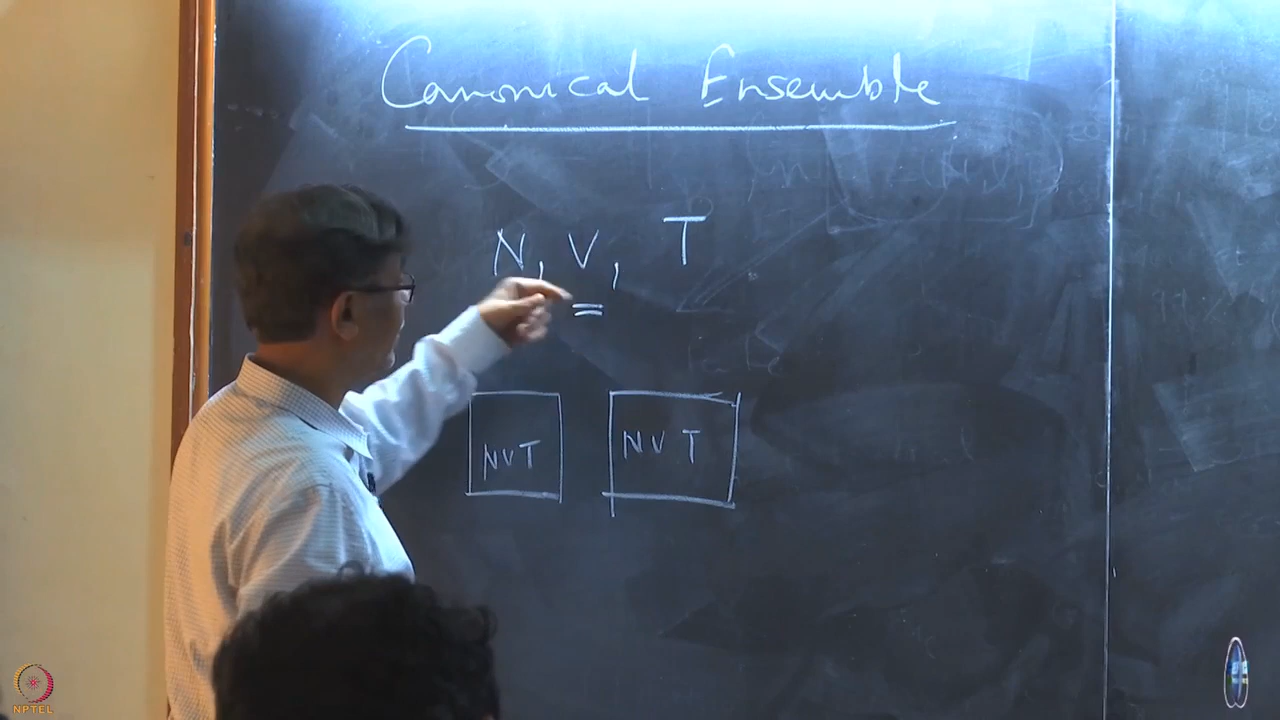 Canonical Ensemble
N, V, T
=
NVT NVT
NPTEL